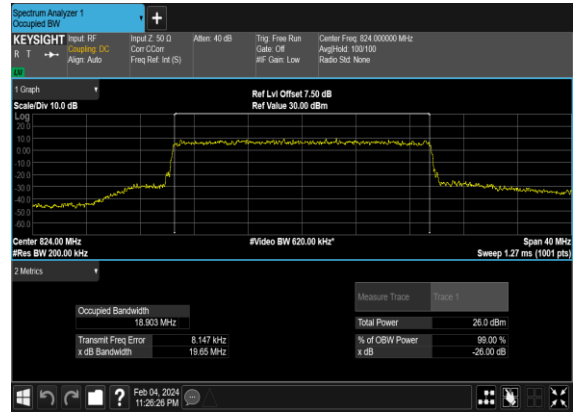 Spectrum Analyzer 1
Occupied BW
KEYSIGHT Input: RF Input Z: 50 Ω Atten: 40 dB Trig: Free Run Center Freq: 824.000000 MHz
R T Coupling: DC Corr CCorr Gate: Off Avg|Hold: 100/100
Align: Auto Freq Ref: Int (S) #IF Gain: Low Radio Std: None
LXI
1 Graph
Ref Lvl Offset 7.50 dB
Scale/Div 10.0 dB Ref Value 30.00 dBm
Log
20.0
10.0
0.00
-10.0
-20.0
-30.0
-40.0
-50.0
-60.0
Center 824.00 MHz #Video BW 620.00 kHz* Span 40 MHz
#Res BW 200.00 kHz Sweep 1.27 ms (1001 pts)
2 Metrics
Measure Trace Trace 1
Occupied Bandwidth
18.903 MHz Total Power 26.0 dBm
Transmit Freq Error 8.147 kHz % of OBW Power 99.00 %
x dB Bandwidth 19.65 MHz x dB -26.00 dB
Feb 04, 2024
11:26:26 PM